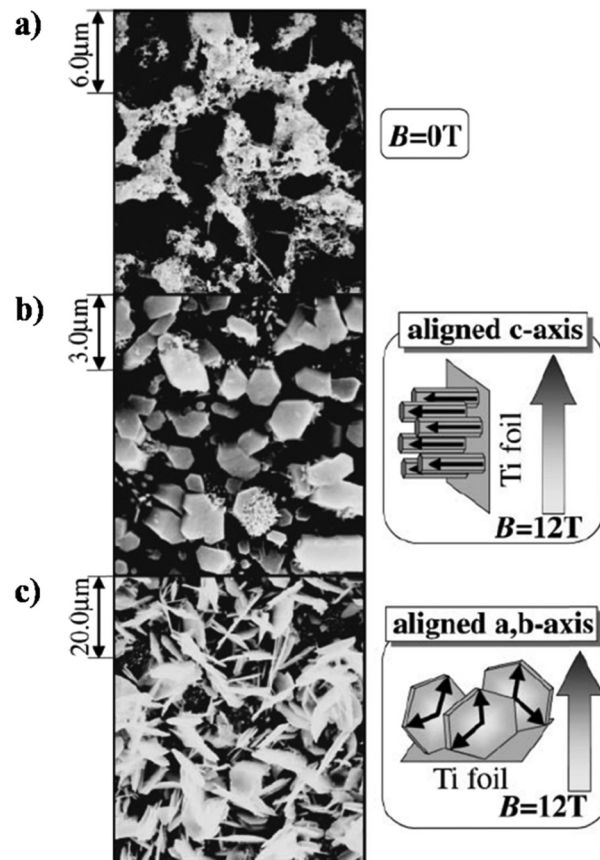 a)
6.0μm
B=0T
b)
3.0μm
aligned c-axis
Ti foil
B=12T
c)
20.0μm
aligned a,b-axis
Ti foil
B=12T